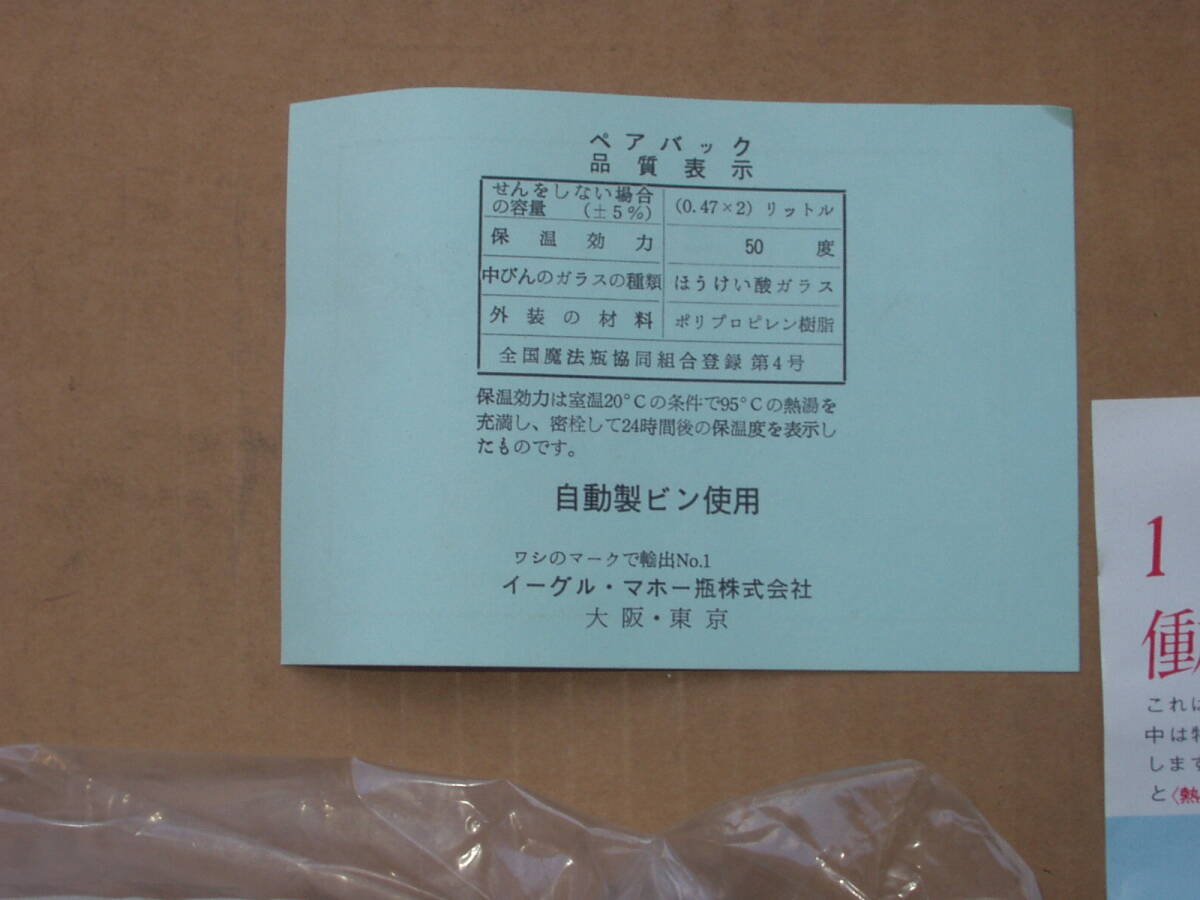 ペアバック
品質表示
せんをしない場合
の容量 (±5%)
(0.47×2) リットル
保温効力
50 度
中びんのガラスの種類
ほうけい酸ガラス
外装の材料
ポリプロピレン樹脂
全国魔法瓶協同組合登録 第4号
保温効力は室温20°Cの条件で95°Cの熱湯を
充満し、密栓して24時間後の保温度を表示し
たものです。
自動製ビン使用
ワシのマークで輸出No.1
イーグル・マホー瓶株式会社
大阪・東京
1
働
これは
中は特
します
と〈熱